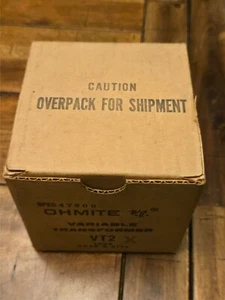 CAUTION
OVERPACK FOR SHIPMENT
OHMITE
VARIABLE
TRANSFORMER
VT2